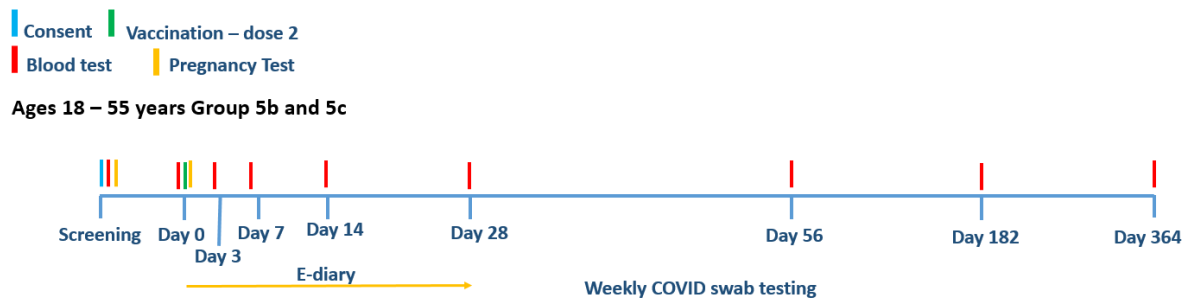 Consent Vaccination – dose 2
Blood test Pregnancy Test
Ages 18 – 55 years Group 5b and 5c
Screening Day 0 Day 3 Day 7 Day 14 Day 28 Day 56 Day 182 Day 364
E-diary
Weekly COVID swab testing